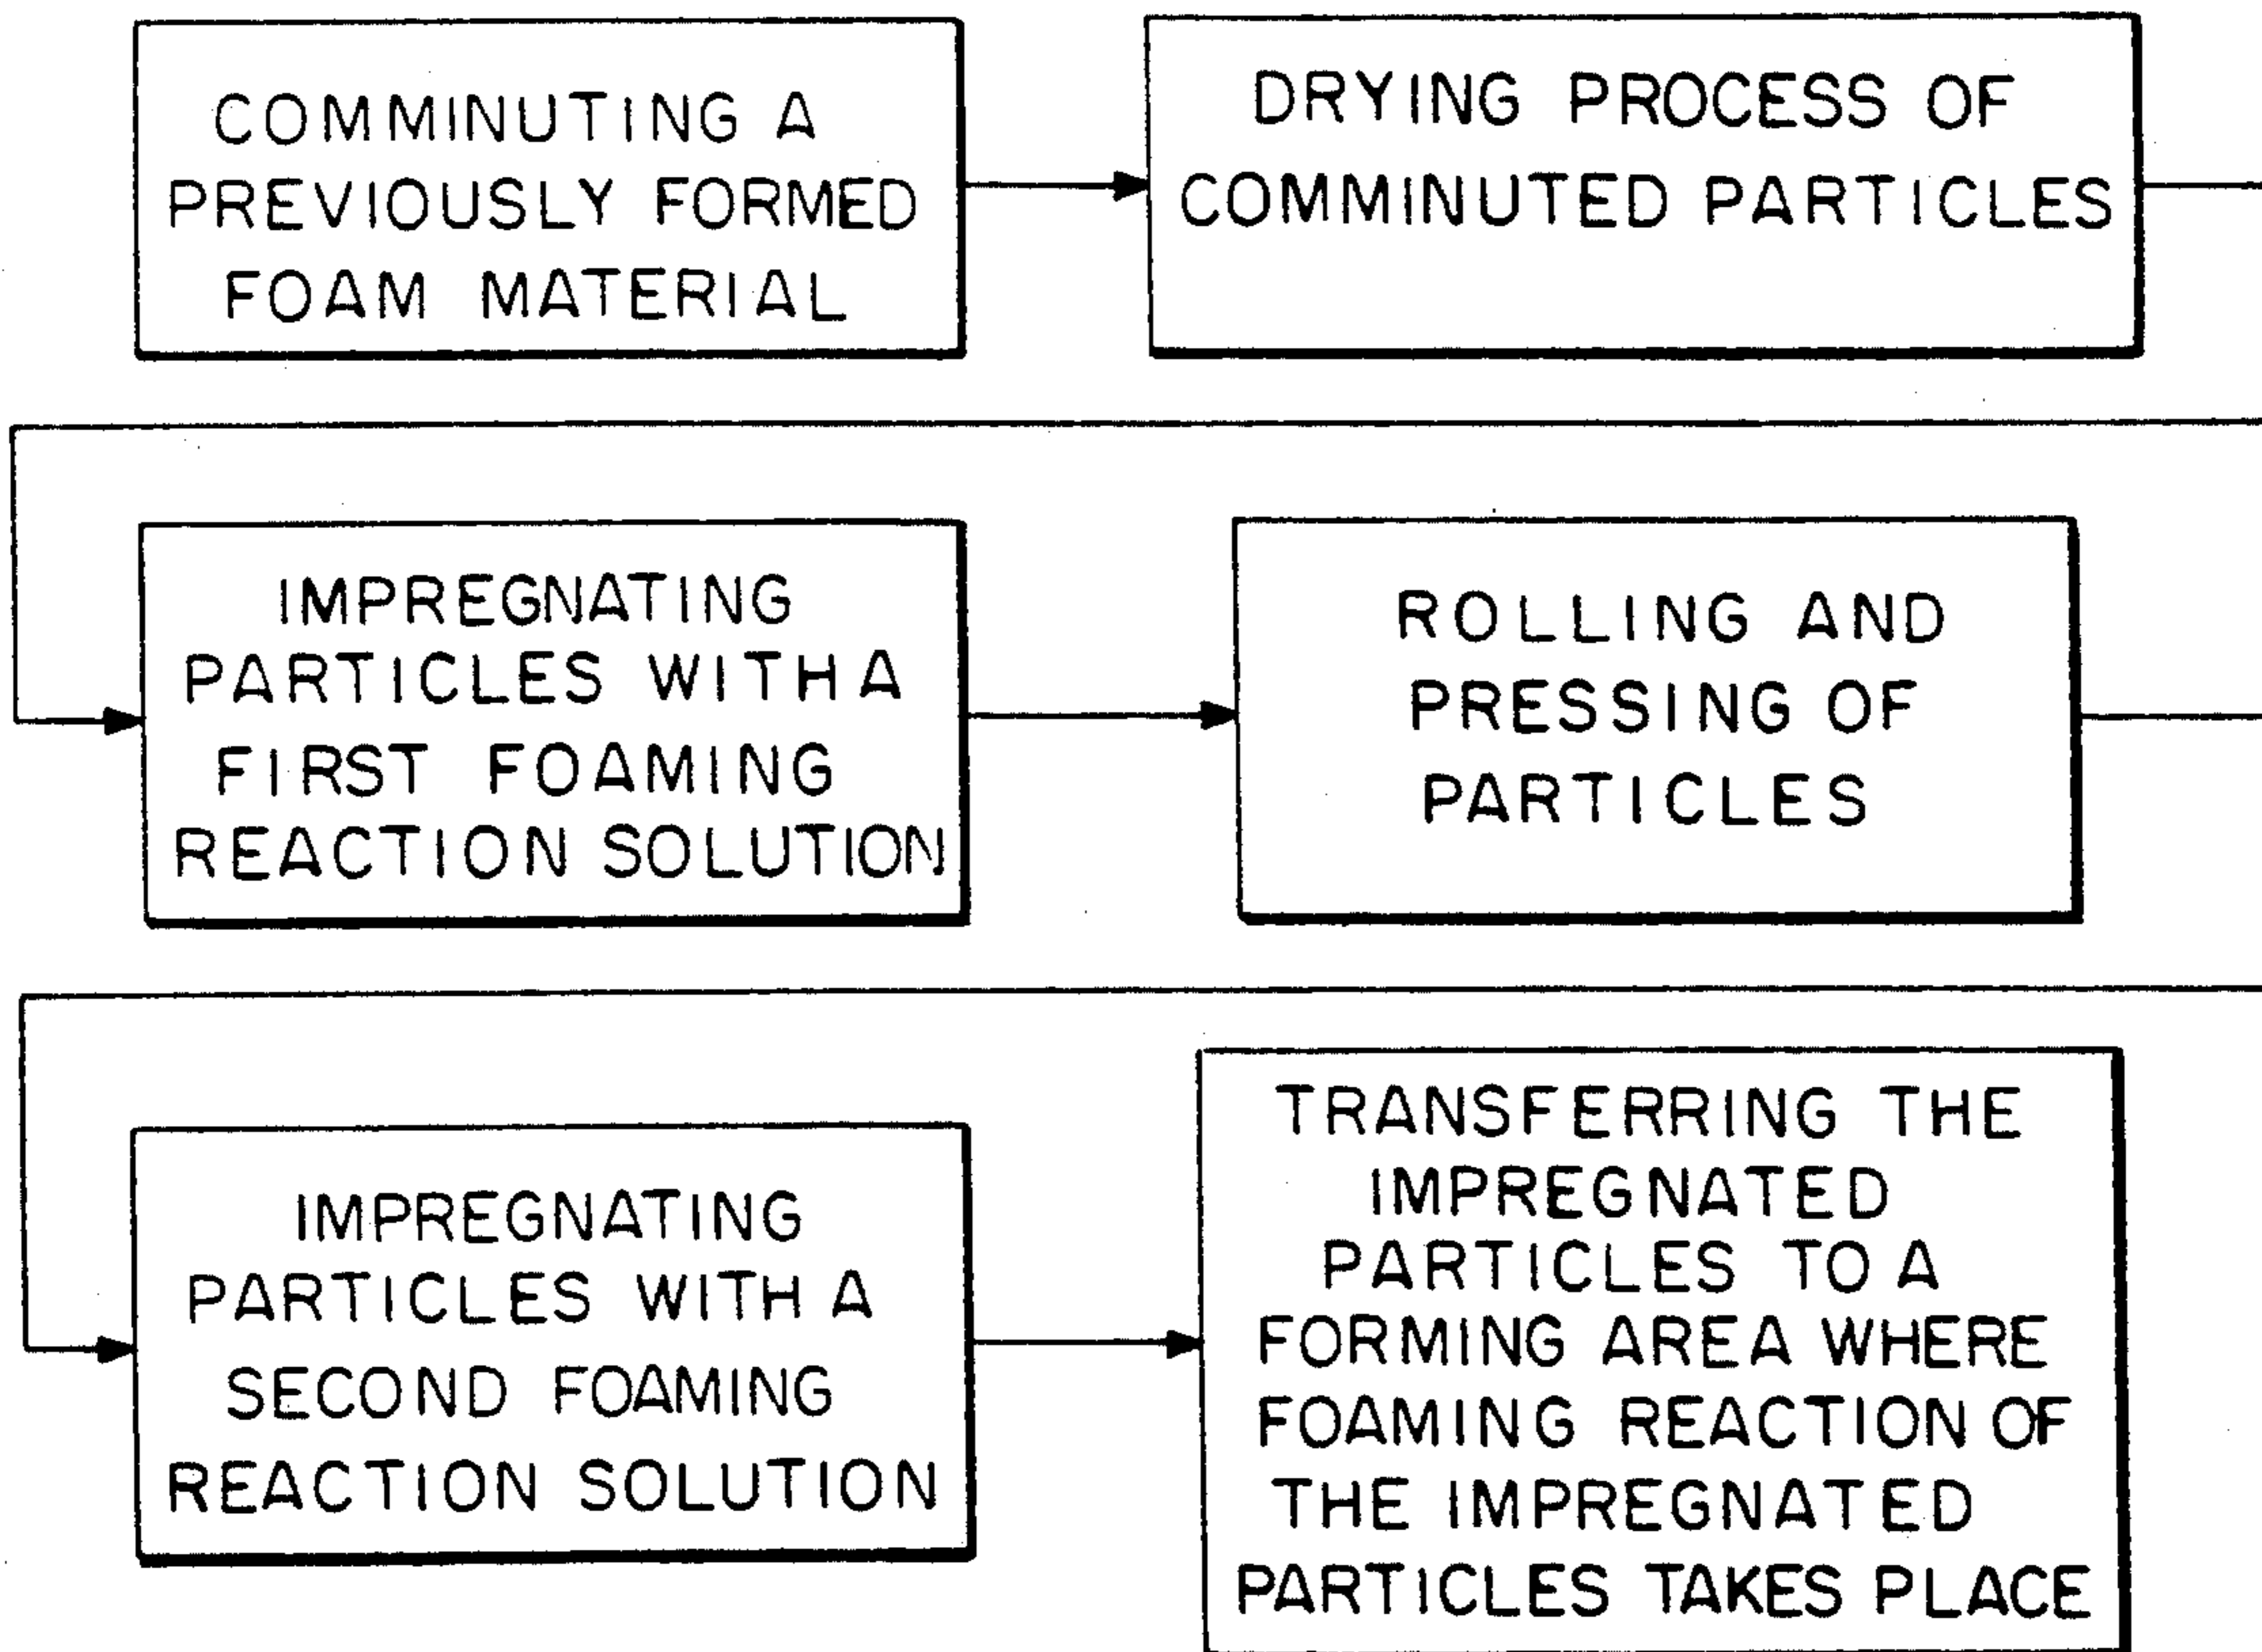 COMMINUTING A
PREVIOUSLY FORMED
FOAM MATERIAL
DRYING PROCESS OF
COMMINUTED PARTICLES
IMPREGNATING
PARTICLES WITH A
FIRST FOAMING
REACTION SOLUTION
ROLLING AND
PRESSING OF
PARTICLES
IMPREGNATING
PARTICLES WITH A
SECOND FOAMING
REACTION SOLUTION
TRANSFERRING THE
IMPREGNATED
PARTICLES TO A
FORMING AREA WHERE
FOAMING REACTION OF
THE IMPREGNATED
PARTICLES TAKES PLACE